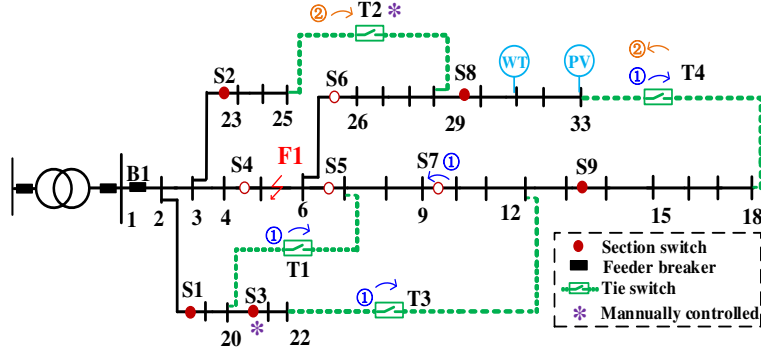 ② T2 *
S2 S6 S8 WT PV ② ① T4
23 25 26 29 33
B1 S4 F1 S5 S7 ① S9
1 2 3 4 6 9 12 15 18
① T1
S1 S3 ① T3
20 * 22
Section switch
Feeder breaker
Tie switch
* Mannually controlled